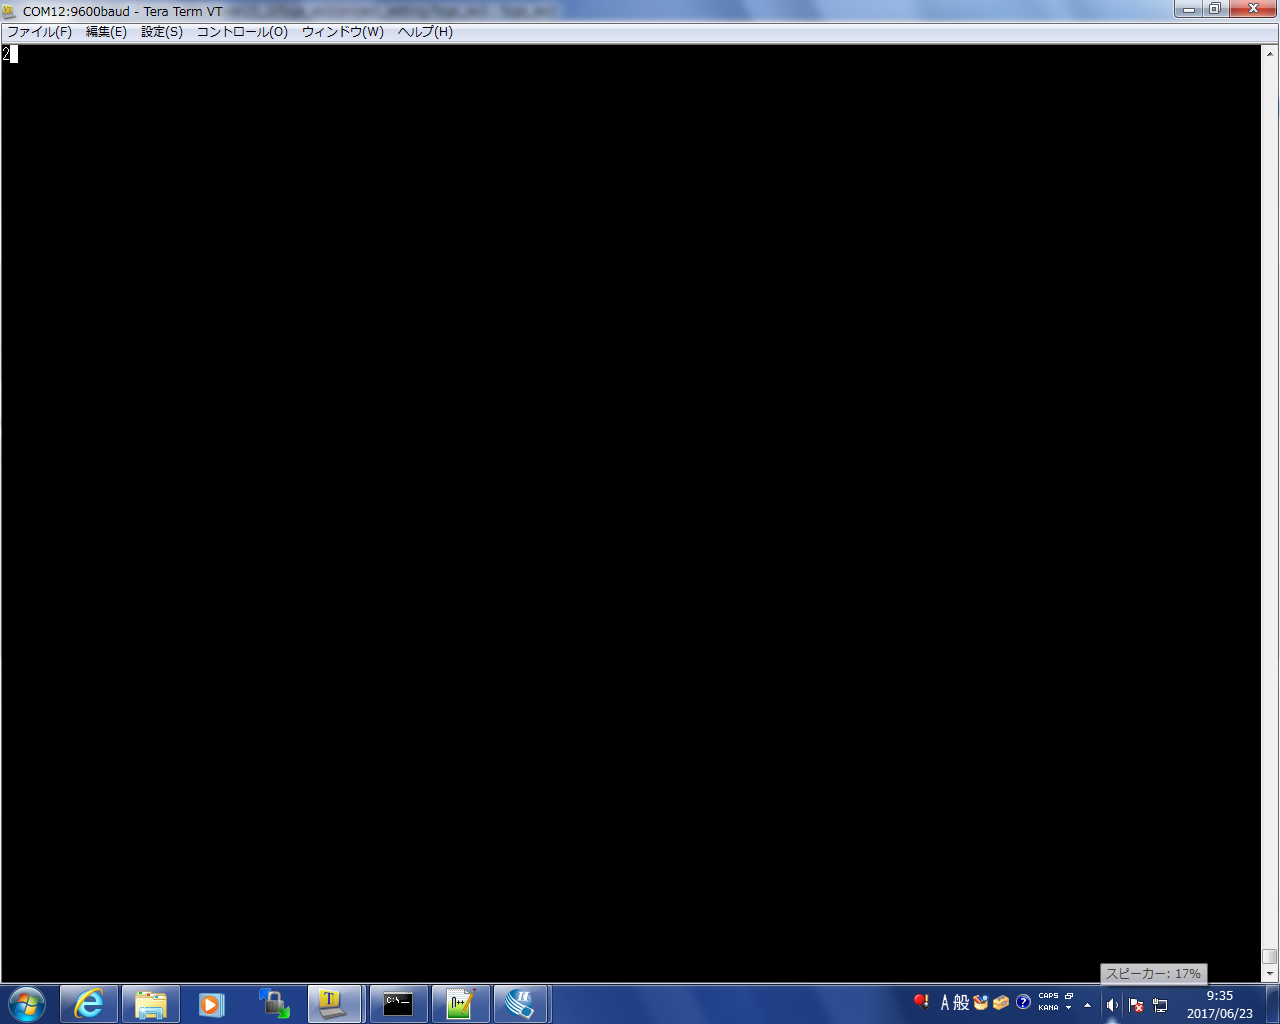 COM12:9600baud - Tera Term VT
ファイル(F) 編集(E) 設定(S) コントロール(O) ウィンドウ(W) ヘルプ(H)
2
スピーカー: 17%
A 般 CAPS KANA
9:35
2017/06/23